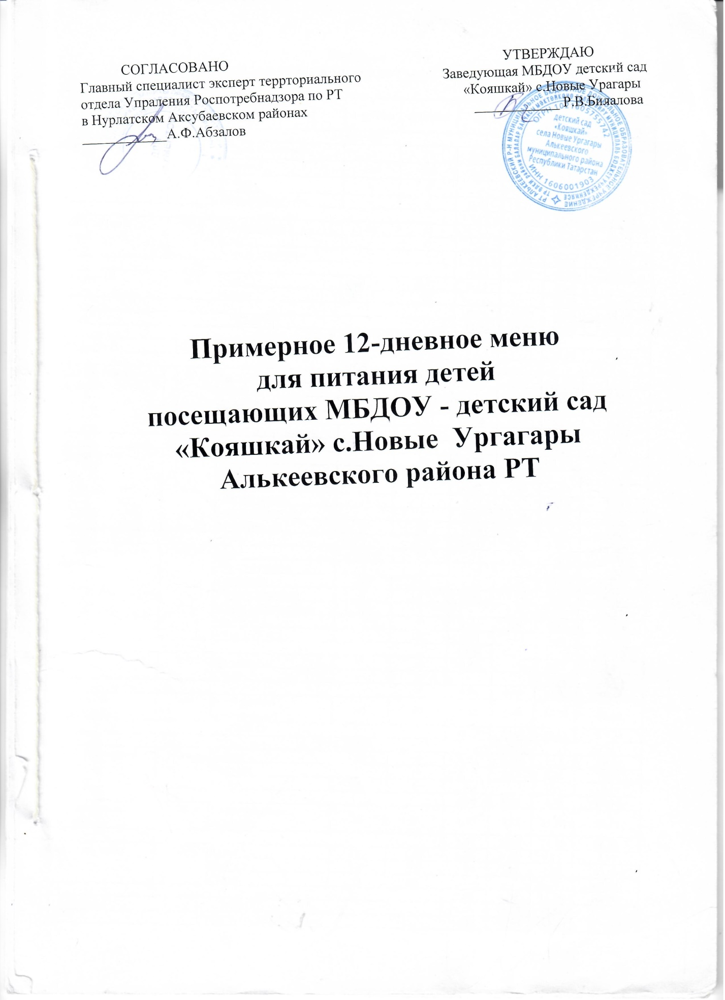 СОГЛАСОВАНО
Главный специалист эксперт террториального
отдела Упраления Роспотребнадзора по РТ
в Нурлатском Аксубаевском районах
____________А.Ф.Абзалов
УТВЕРЖДАЮ
Заведующая МБДОУ детский сад
«Кояшкай» с.Новые Урагары
____________Р.В.Билалова
детский сад
«Кояшкай»
села Новые Ургагары
Алькеевского
муниципального района
Республики Татарстан
ИНН 1606001903
Примерное 12-дневное меню
для питания детей
посещающих МБДОУ - детский сад
«Кояшкай» с.Новые Ургагары
Алькеевского района РТ